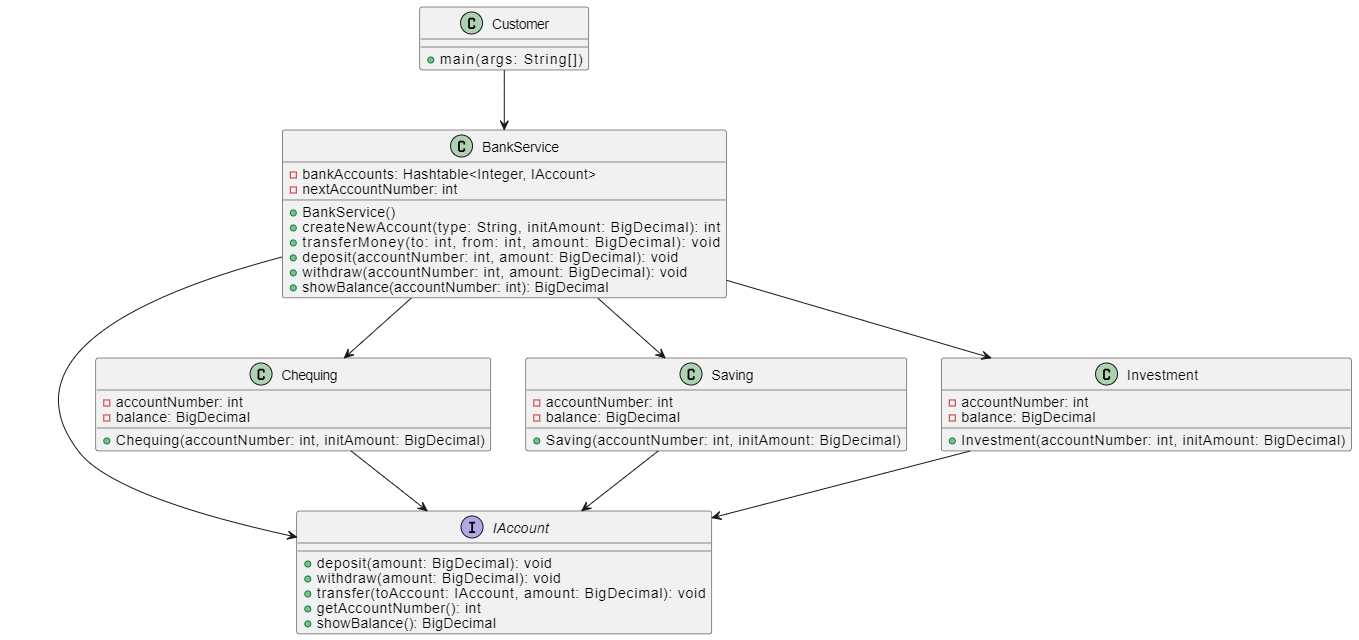 C Customer
main(args: String[])
C BankService
bankAccounts: Hashtable<Integer, IAccount>
nextAccountNumber: int
BankService()
createNewAccount(type: String, initAmount: BigDecimal): int
transferMoney(to: int, from: int, amount: BigDecimal): void
deposit(accountNumber: int, amount: BigDecimal): void
withdraw(accountNumber: int, amount: BigDecimal): void
showBalance(accountNumber: int): BigDecimal
C Chequing
accountNumber: int
balance: BigDecimal
Chequing(accountNumber: int, initAmount: BigDecimal)
C Saving
accountNumber: int
balance: BigDecimal
Saving(accountNumber: int, initAmount: BigDecimal)
C Investment
accountNumber: int
balance: BigDecimal
Investment(accountNumber: int, initAmount: BigDecimal)
I IAccount
deposit(amount: BigDecimal): void
withdraw(amount: BigDecimal): void
transfer(toAccount: IAccount, amount: BigDecimal): void
getAccountNumber(): int
showBalance(): BigDecimal